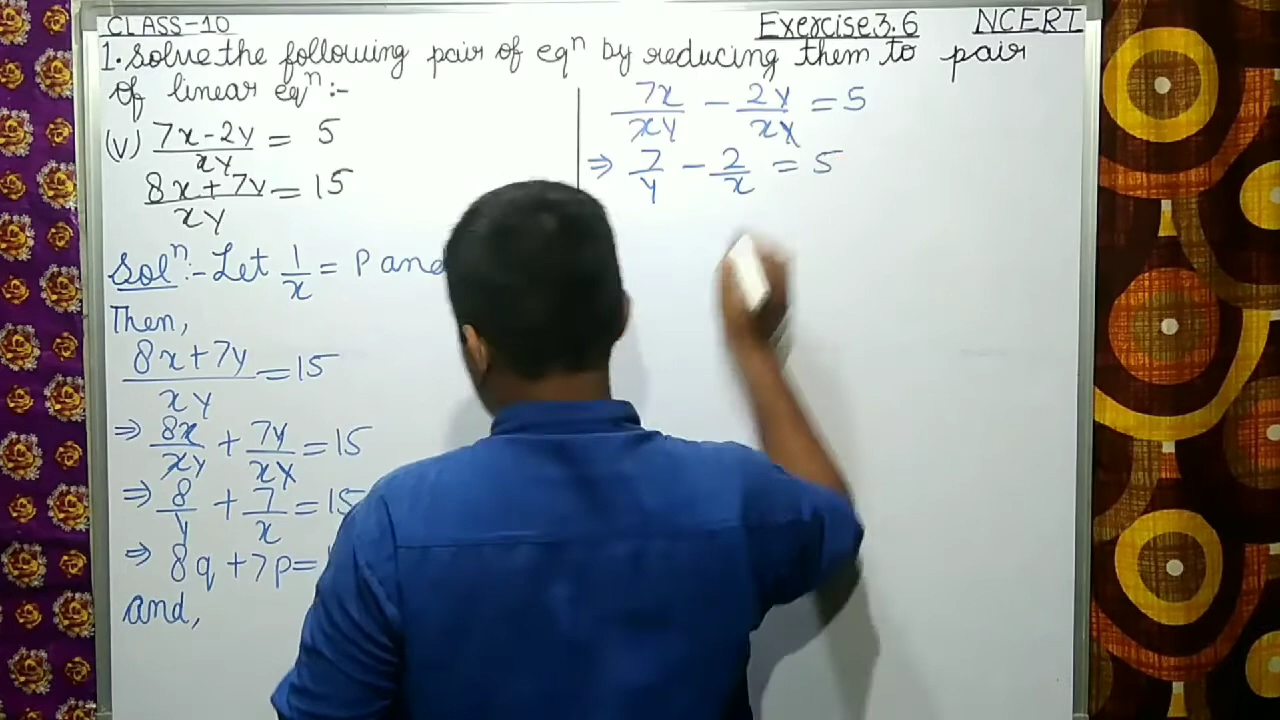 CLASS-10 Exercise 3.6 NCERT
1. Solve the following pair of eqⁿ by reducing them to pair
of linear eqⁿ:-
(v) (7x-2y)/(xy) = 5
(8x+7y)/(xy) = 15
Solⁿ:- Let 1/x = p and
Then,
(8x+7y)/(xy) = 15
⇒ 8x/(xy) + 7y/(xy) = 15
⇒ 8/y + 7/x = 15
⇒ 8q + 7p =
and,
7x/(xy) - 2y/(xy) = 5
⇒ 7/y - 2/x = 5